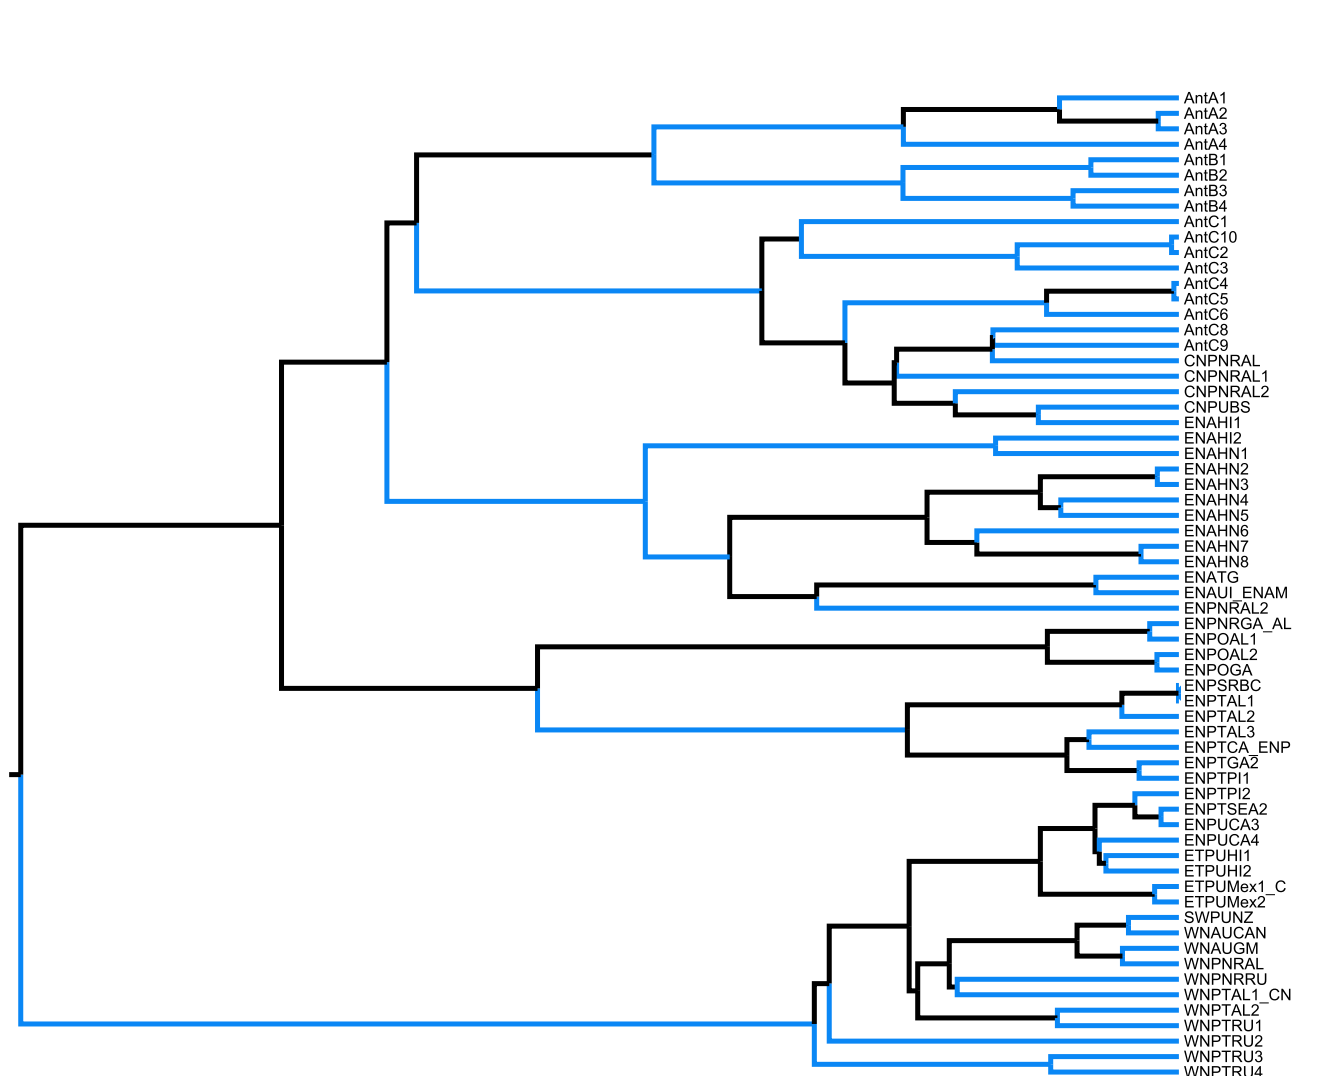 AntA1
AntA2
AntA3
AntA4
AntB1
AntB2
AntB3
AntB4
AntC1
AntC10
AntC2
AntC3
AntC4
AntC5
AntC6
AntC8
AntC9
CNPNRAL
CNPNRAL1
CNPNRAL2
CNPUBS
ENAHI1
ENAHI2
ENAHN1
ENAHN2
ENAHN3
ENAHN4
ENAHN5
ENAHN6
ENAHN7
ENAHN8
ENATG
ENAUI_ENAM
ENPNRAL2
ENPNRGA_AL
ENPOAL1
ENPOAL2
ENPOGA
ENPSRBC
ENPTAL1
ENPTAL2
ENPTAL3
ENPTCA_ENP
ENPTGA2
ENPTPI1
ENPTPI2
ENPTSEA2
ENPUCA3
ENPUCA4
ETPUHI1
ETPUHI2
ETPUMex1_C
ETPUMex2
SWPUNZ
WNAUCAN
WNAUGM
WNPNRAL
WNPNRRU
WNPTAL1_CN
WNPTAL2
WNPTRU1
WNPTRU2
WNPTRU3
WNPTRU4